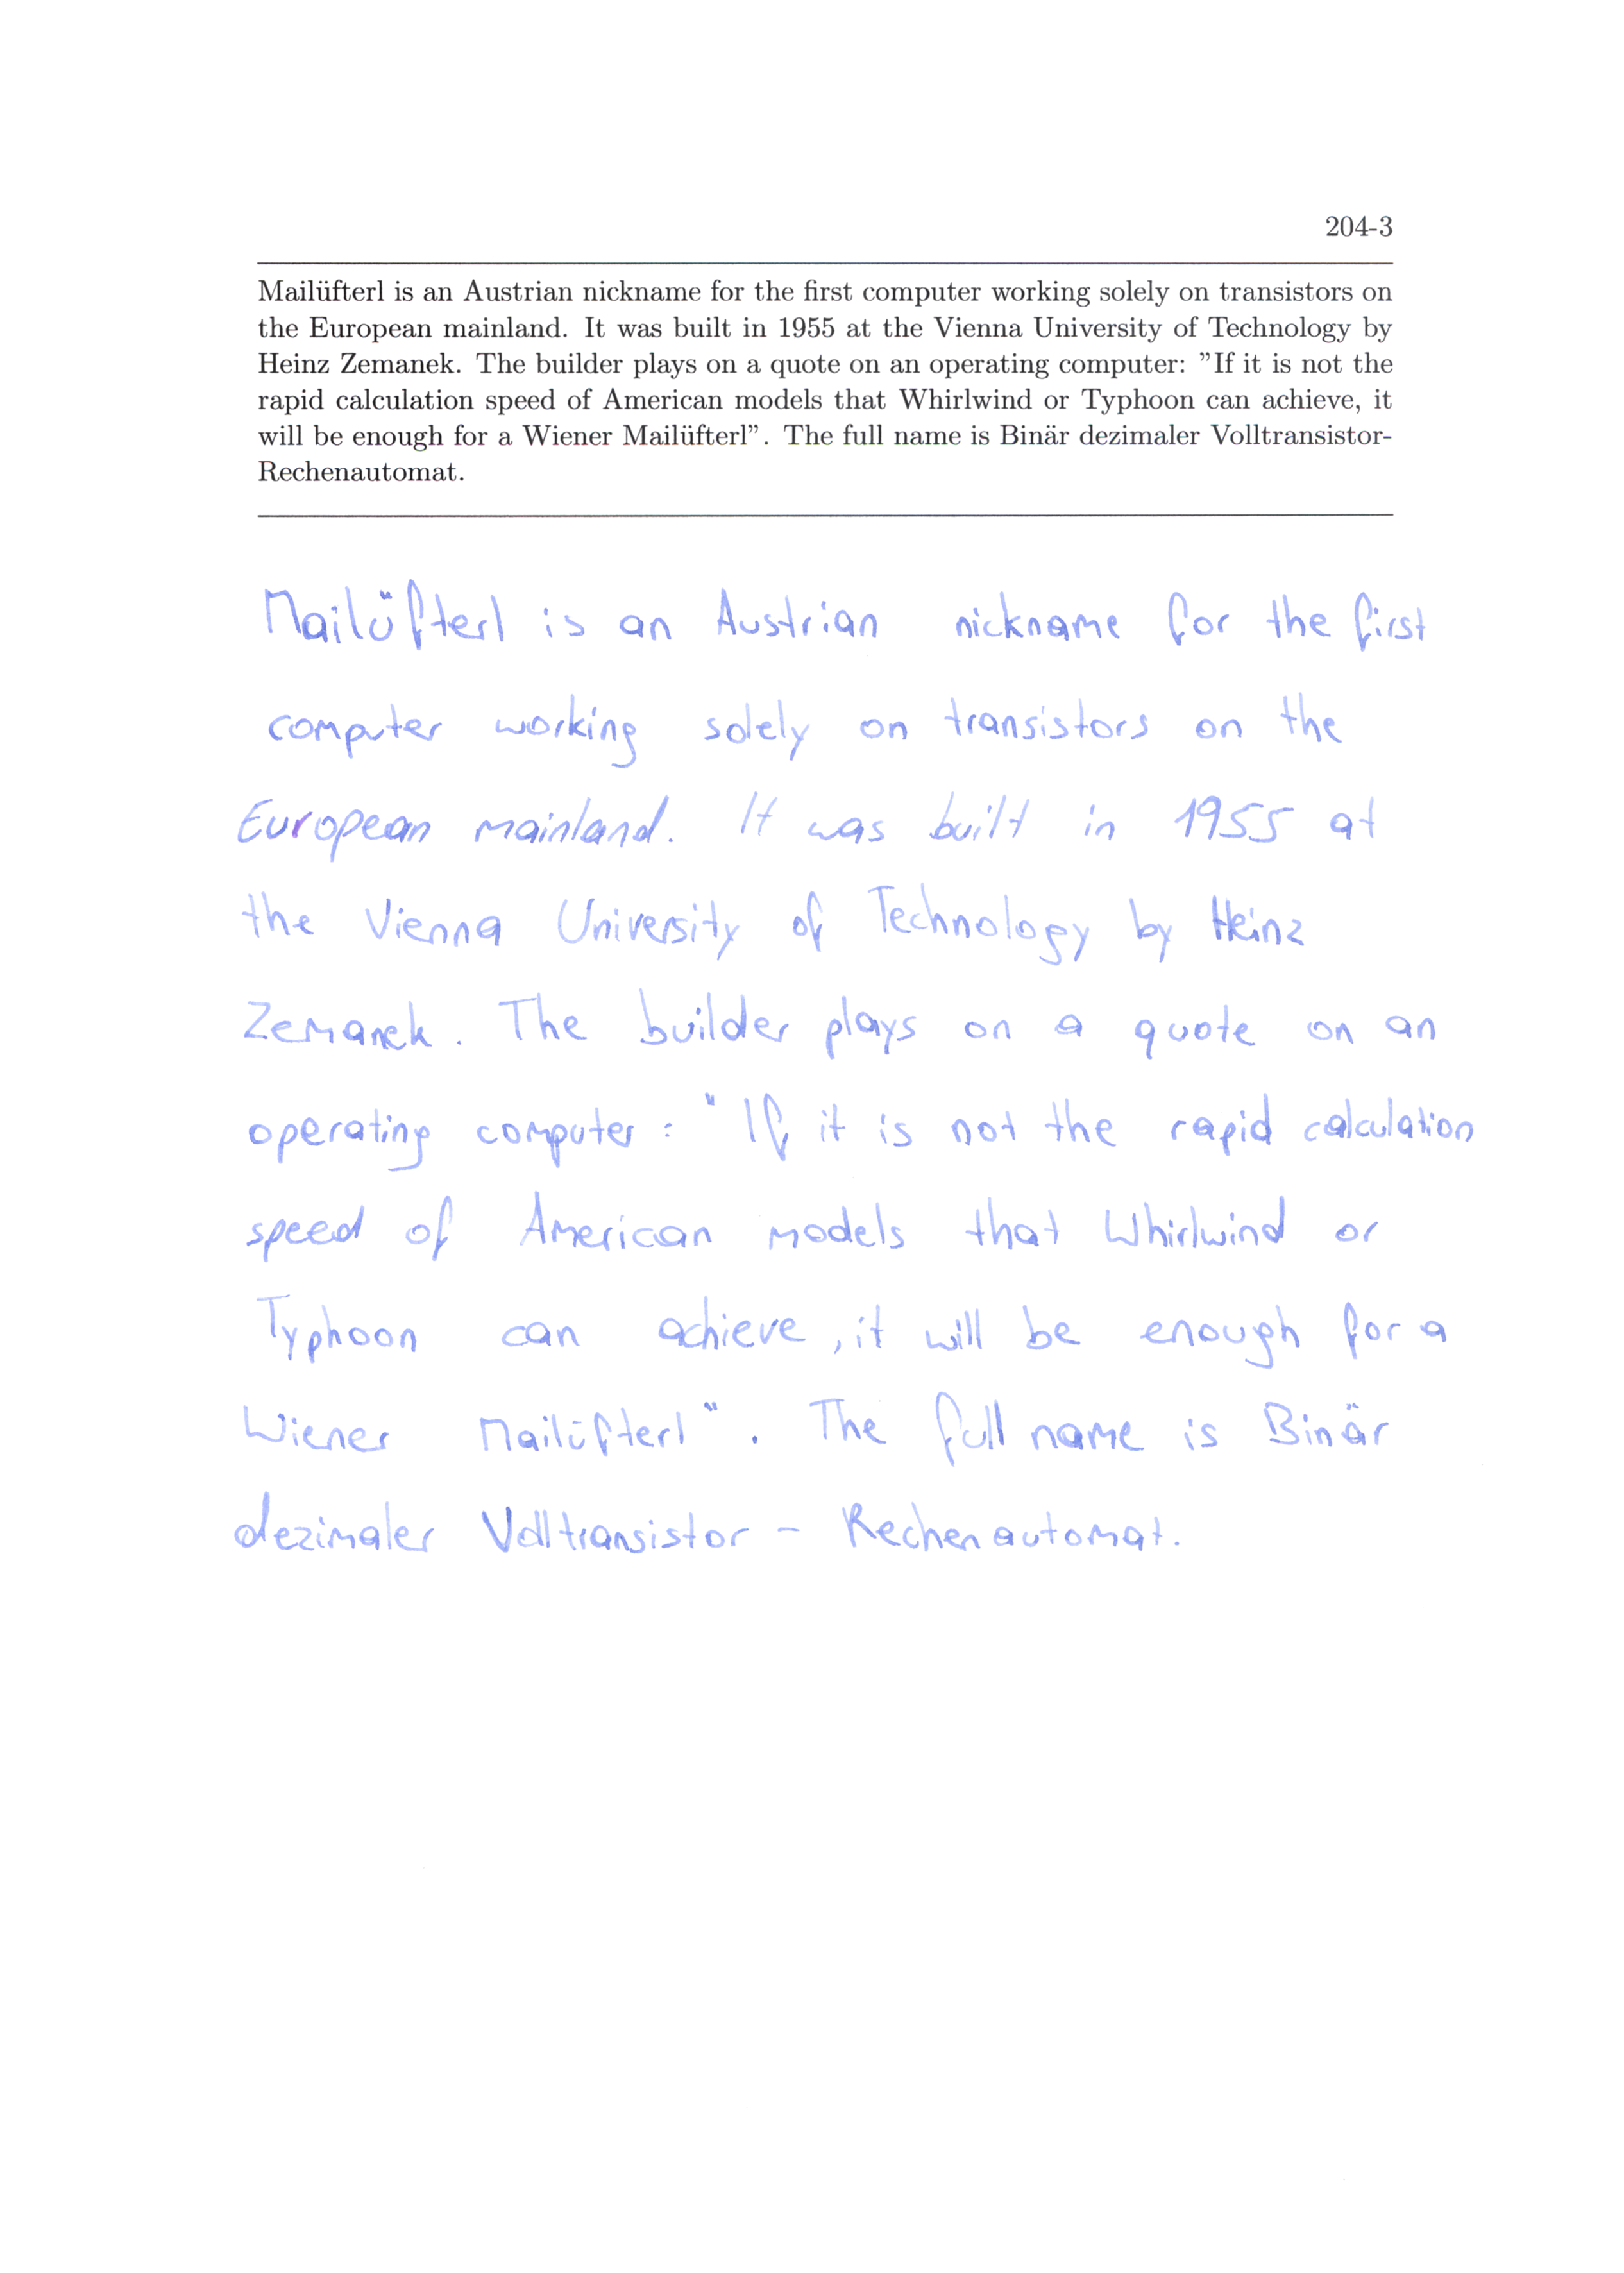 204-3
Mailüfterl is an Austrian nickname for the first computer working solely on transistors on
the European mainland. It was built in 1955 at the Vienna University of Technology by
Heinz Zemanek. The builder plays on a quote on an operating computer: ”If it is not the
rapid calculation speed of American models that Whirlwind or Typhoon can achieve, it
will be enough for a Wiener Mailüfterl”. The full name is Binär dezimaler Volltransistor-
Rechenautomat.
Mailüfterl is an Austrian nickname for the first
computer working solely on transistors on the
European mainland. It was built in 1955 at
the Vienna University of Technology by Heinz
Zemanek. The builder plays on a quote on an
operating computer: "If it is not the rapid calculation
speed of American models that Whirlwind or
Typhoon can achieve, it will be enough for a
Wiener Mailüfterl". The full name is Binär
dezimaler Volltransistor - Rechenautomat.